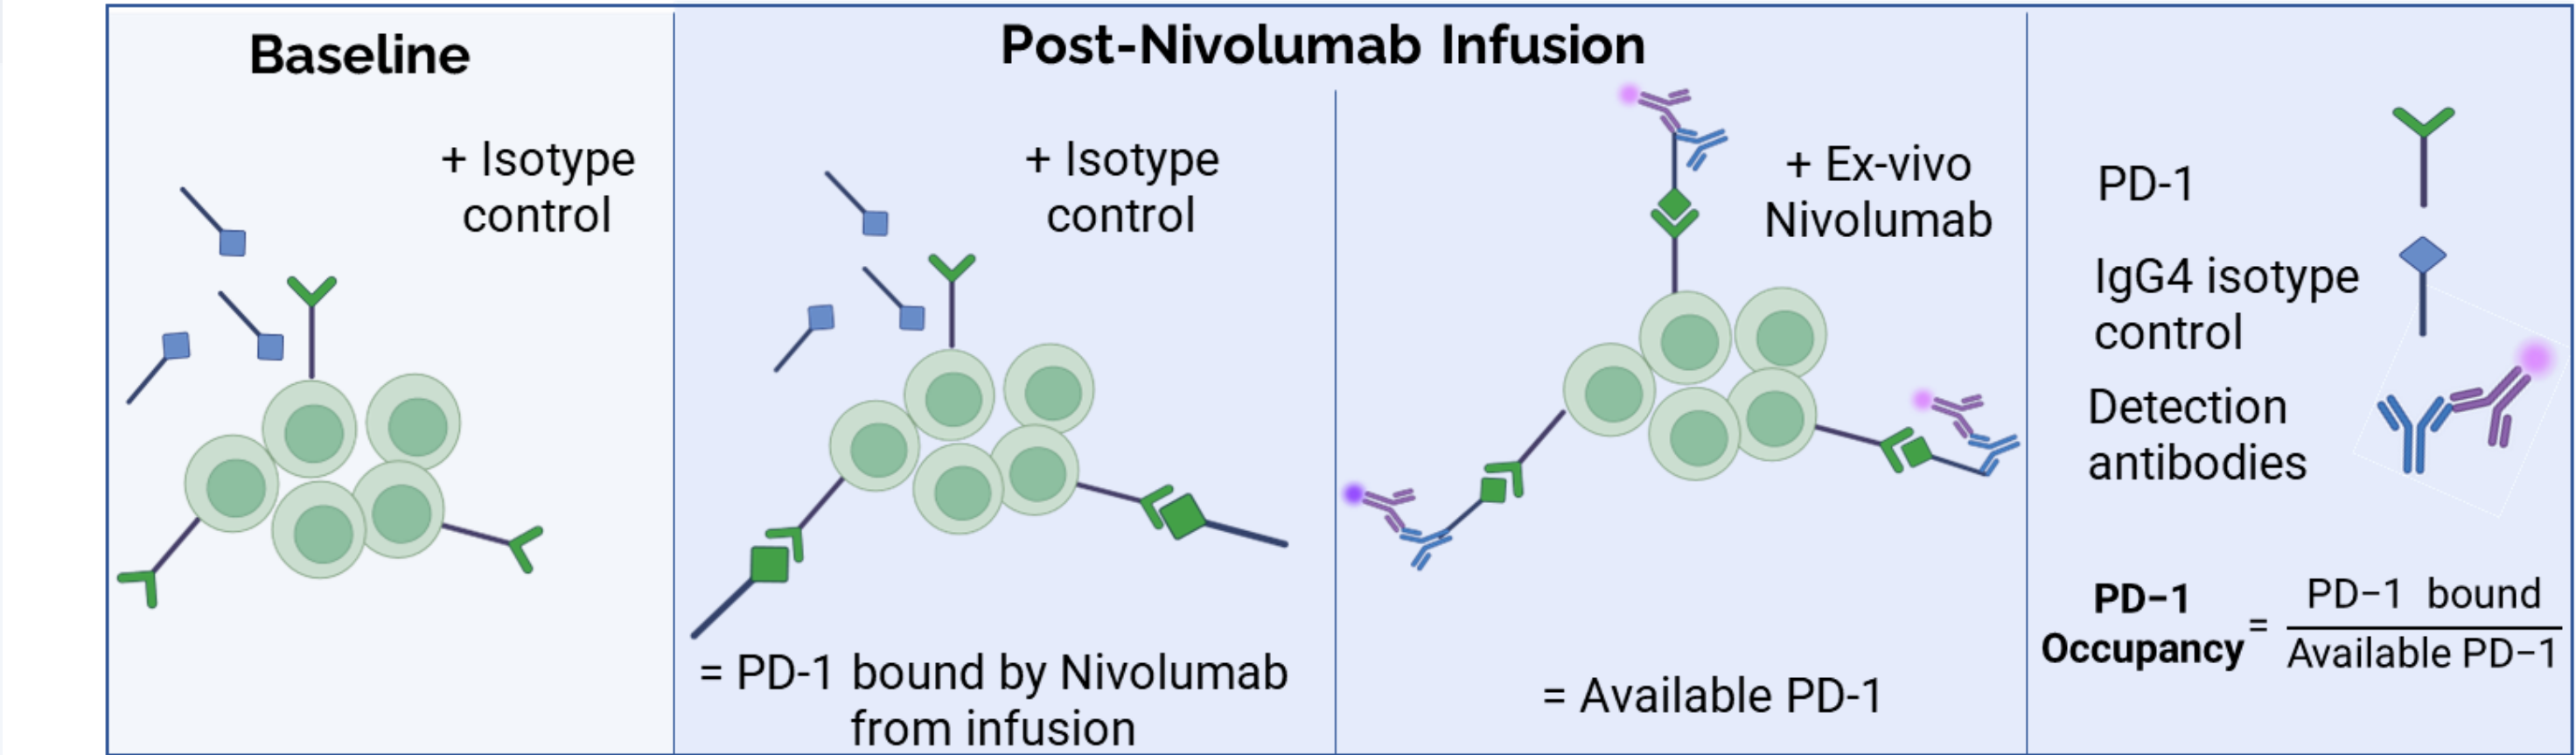 Baseline
+ Isotype
control
Post-Nivolumab Infusion
+ Isotype
control
= PD-1 bound by Nivolumab
from infusion
+ Ex-vivo
Nivolumab
= Available PD-1
PD-1
IgG4 isotype
control
Detection
antibodies
PD-1 Occupancy = PD-1 bound
Available PD-1